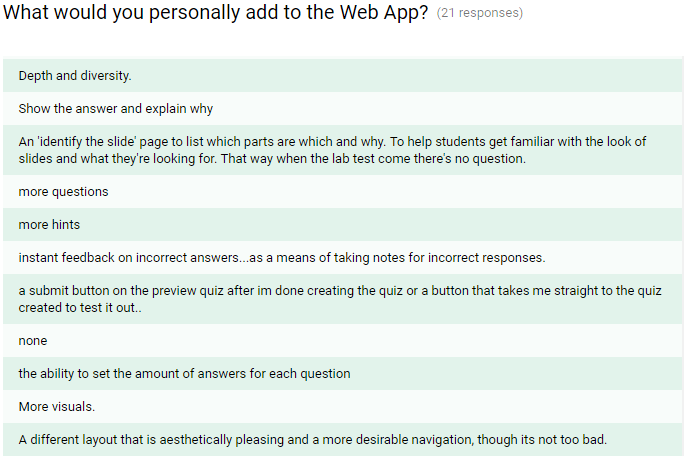 What would you personally add to the Web App? (21 responses)
Depth and diversity.
Show the answer and explain why
An 'identify the slide' page to list which parts are which and why. To help students get familiar with the look of
slides and what they're looking for. That way when the lab test come there's no question.
more questions
more hints
instant feedback on incorrect answers...as a means of taking notes for incorrect responses.
a submit button on the preview quiz after im done creating the quiz or a button that takes me straight to the quiz
created to test it out..
none
the ability to set the amount of answers for each question
More visuals.
A different layout that is aesthetically pleasing and a more desirable navigation, though its not too bad.